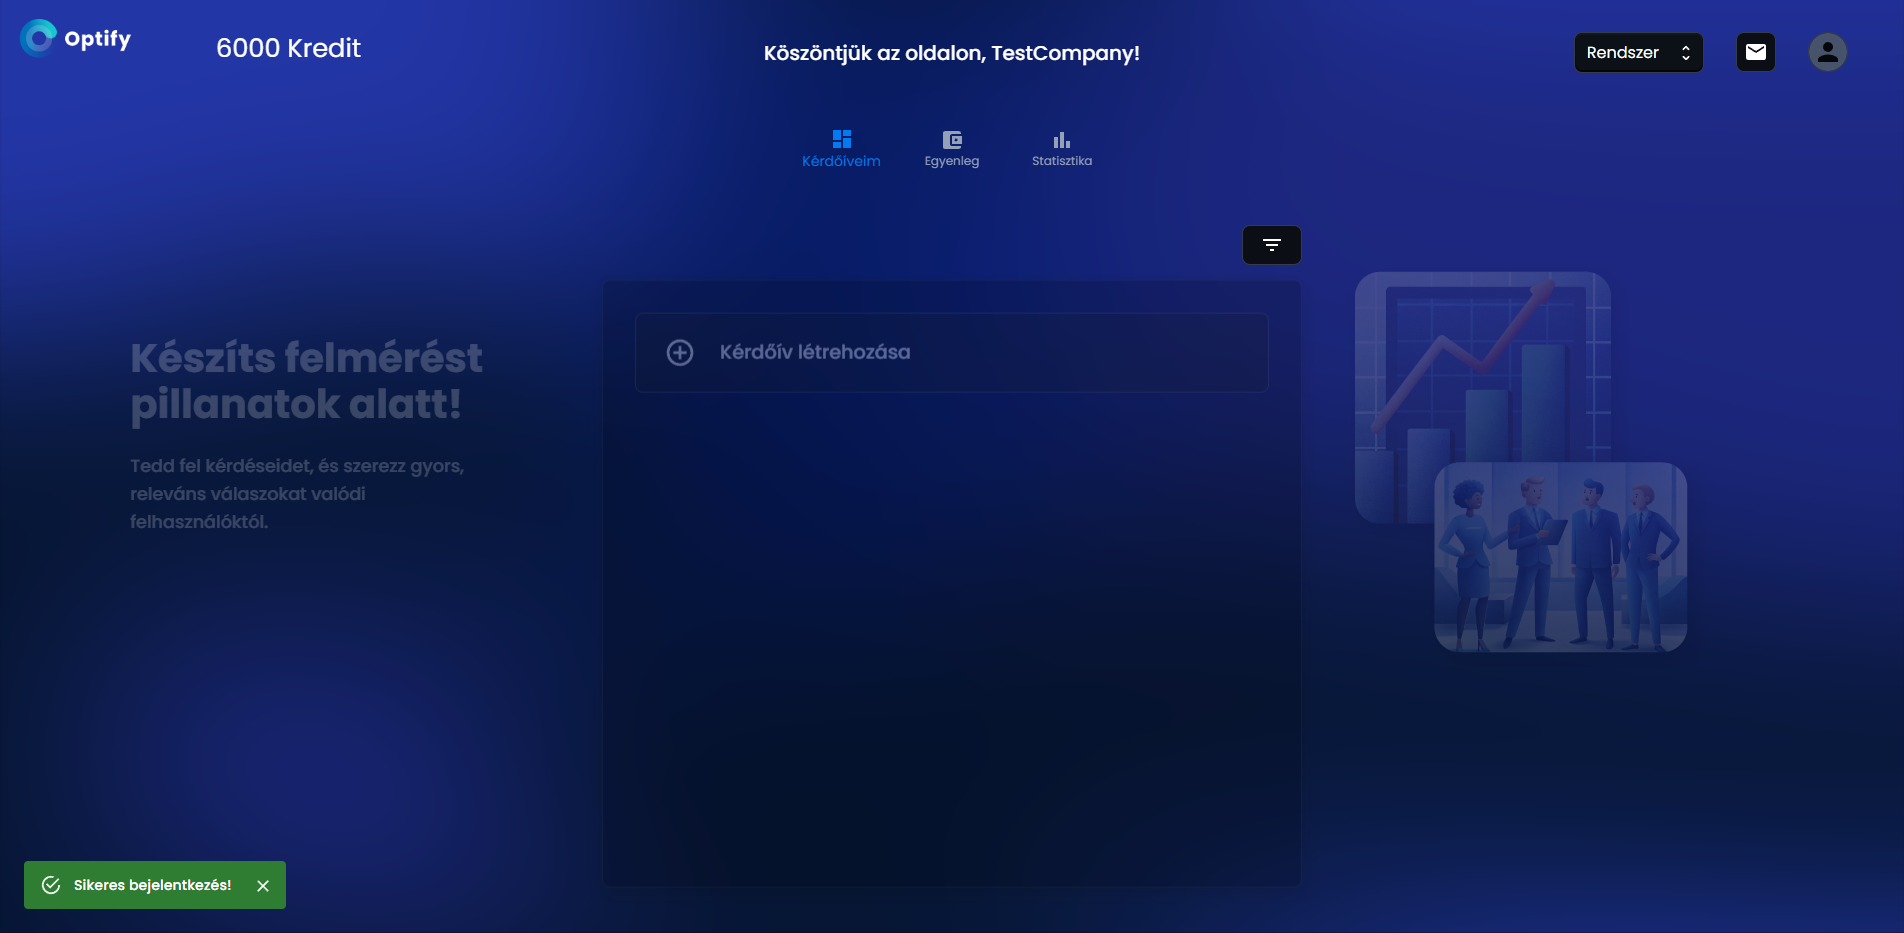 Optify
6000 Kredit
Köszöntjük az oldalon, TestCompany!
Rendszer
Kérdőíveim
Egyenleg
Statisztika
Készíts felmérést
pillanatok alatt!
Tedd fel kérdéseidet, és szerezz gyors,
releváns válaszokat valódi
felhasználóktól.
Kérdőív létrehozása
Sikeres bejelentkezés!